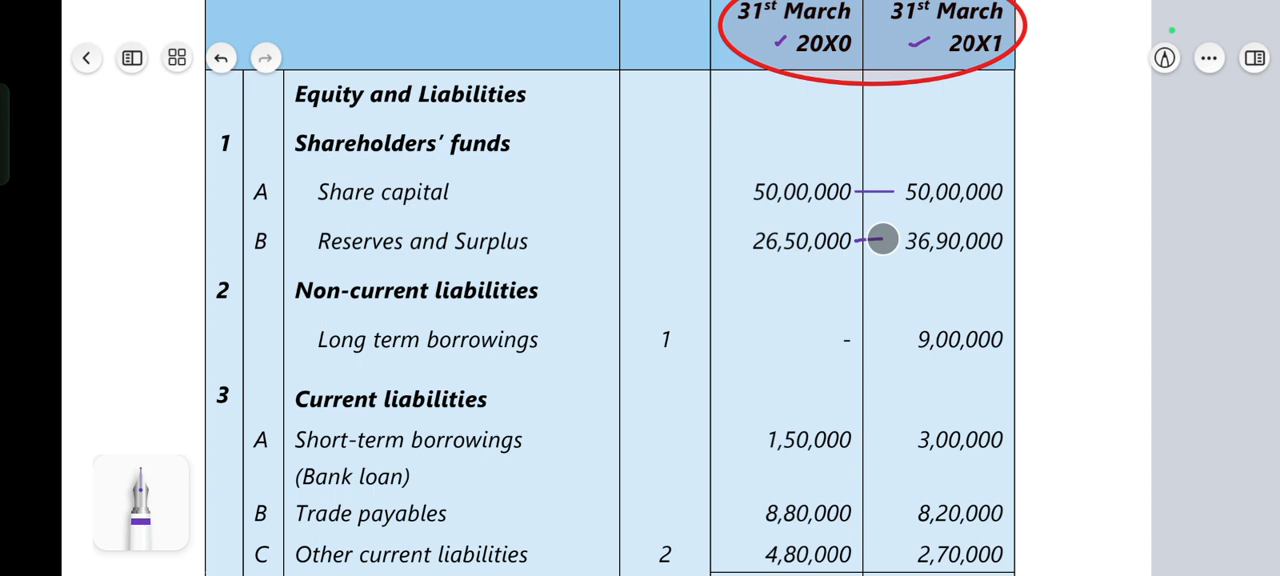 31st March 31st March
20X0 20X1
Equity and Liabilities
1 Shareholders’ funds
A Share capital 50,00,000 50,00,000
B Reserves and Surplus 26,50,000 36,90,000
2 Non-current liabilities
Long term borrowings 1 - 9,00,000
3 Current liabilities
A Short-term borrowings 1,50,000 3,00,000
(Bank loan)
B Trade payables 8,80,000 8,20,000
C Other current liabilities 2 4,80,000 2,70,000